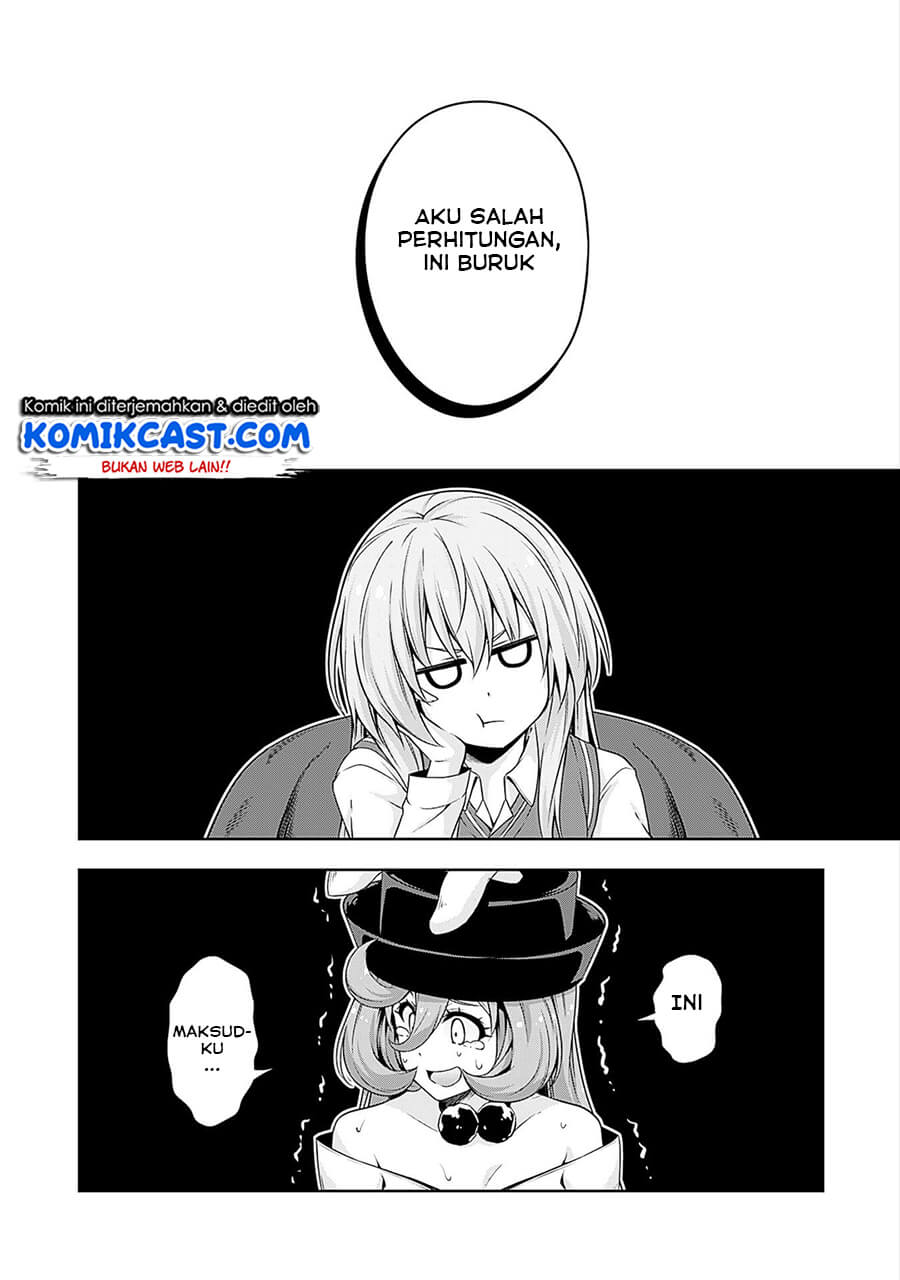 AKU SALAH
PERHITUNGAN,
INI BURUK
Komik ini diterjemahkan & diedit oleh
KOMIKCAST.COM
BUKAN WEB LAIN!!
INI
MAKSUD-
KU
...